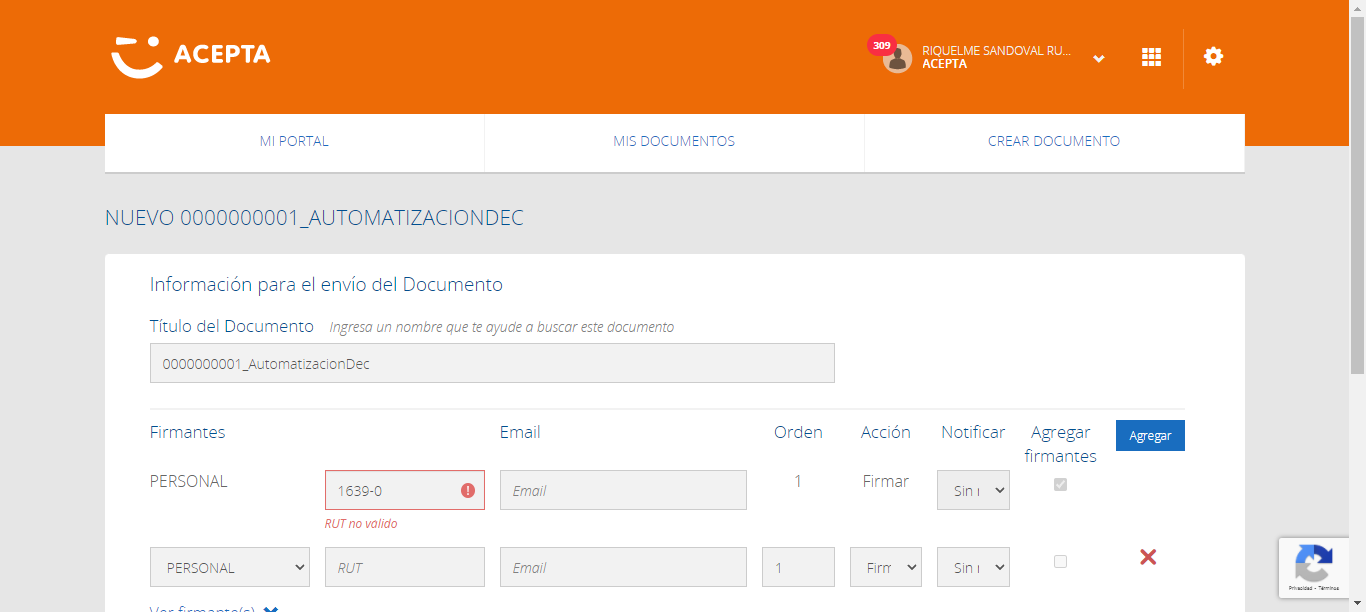 ACEPTA
309
RIQUELME SANDOVAL RU...
ACEPTA
MI PORTAL
MIS DOCUMENTOS
CREAR DOCUMENTO
NUEVO 0000000001_AUTOMATIZACIONDEC
Información para el envío del Documento
Título del Documento Ingresa un nombre que te ayude a buscar este documento
0000000001_AutomatizacionDec
Firmantes Email Orden Acción Notificar Agregar firmantes Agregar
PERSONAL 1639-0 Email 1 Firmar Sin
RUT no valido
PERSONAL RUT Email 1 Firm Sin
Ver firmante(s)
Privacidad - Términos